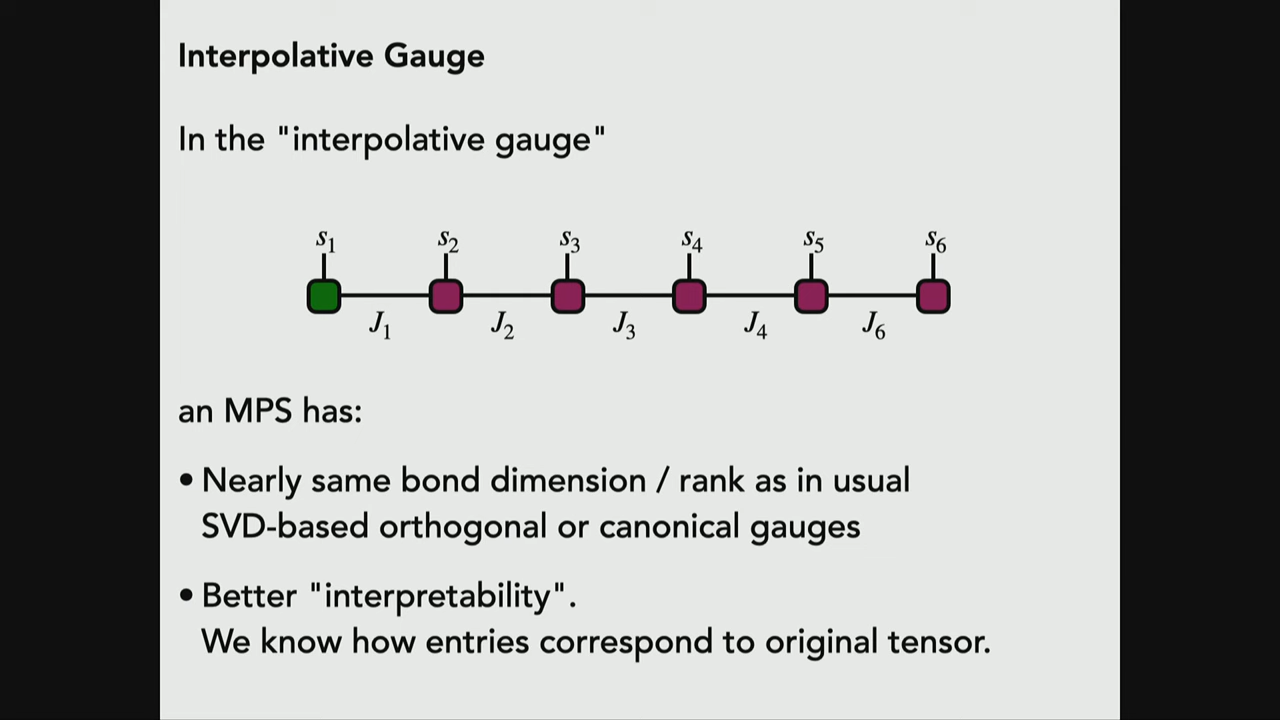 Interpolative Gauge
In the "interpolative gauge"
s1 s2 s3 s4 s5 s6
J1 J2 J3 J4 J6
an MPS has:
• Nearly same bond dimension / rank as in usual
SVD-based orthogonal or canonical gauges
• Better "interpretability".
We know how entries correspond to original tensor.